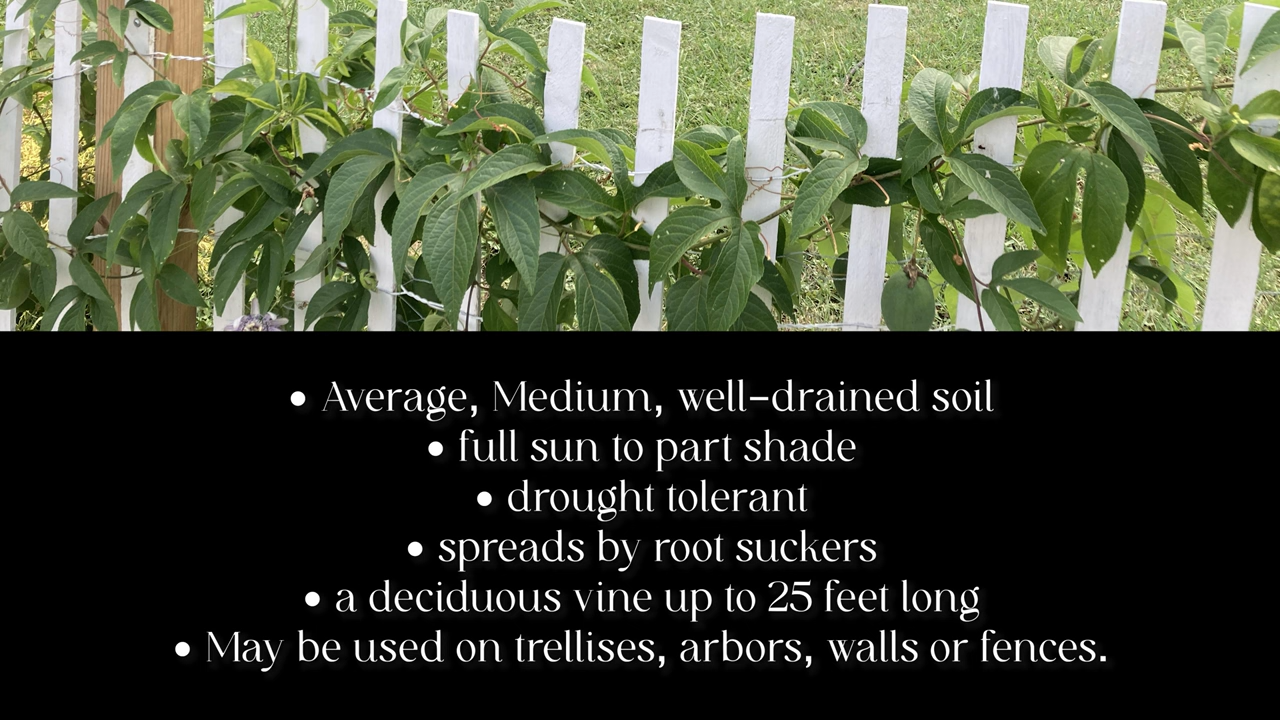 • Average, Medium, well-drained soil
• full sun to part shade
• drought tolerant
• spreads by root suckers
• a deciduous vine up to 25 feet long
• May be used on trellises, arbors, walls or fences.